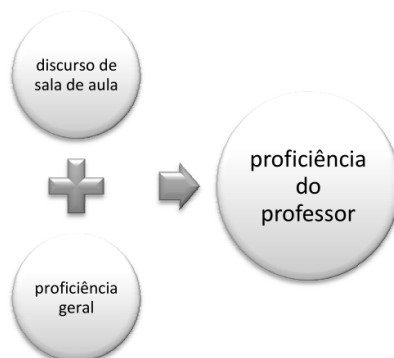 discurso de
sala de aula
proficiência
geral
proficiência
do
professor